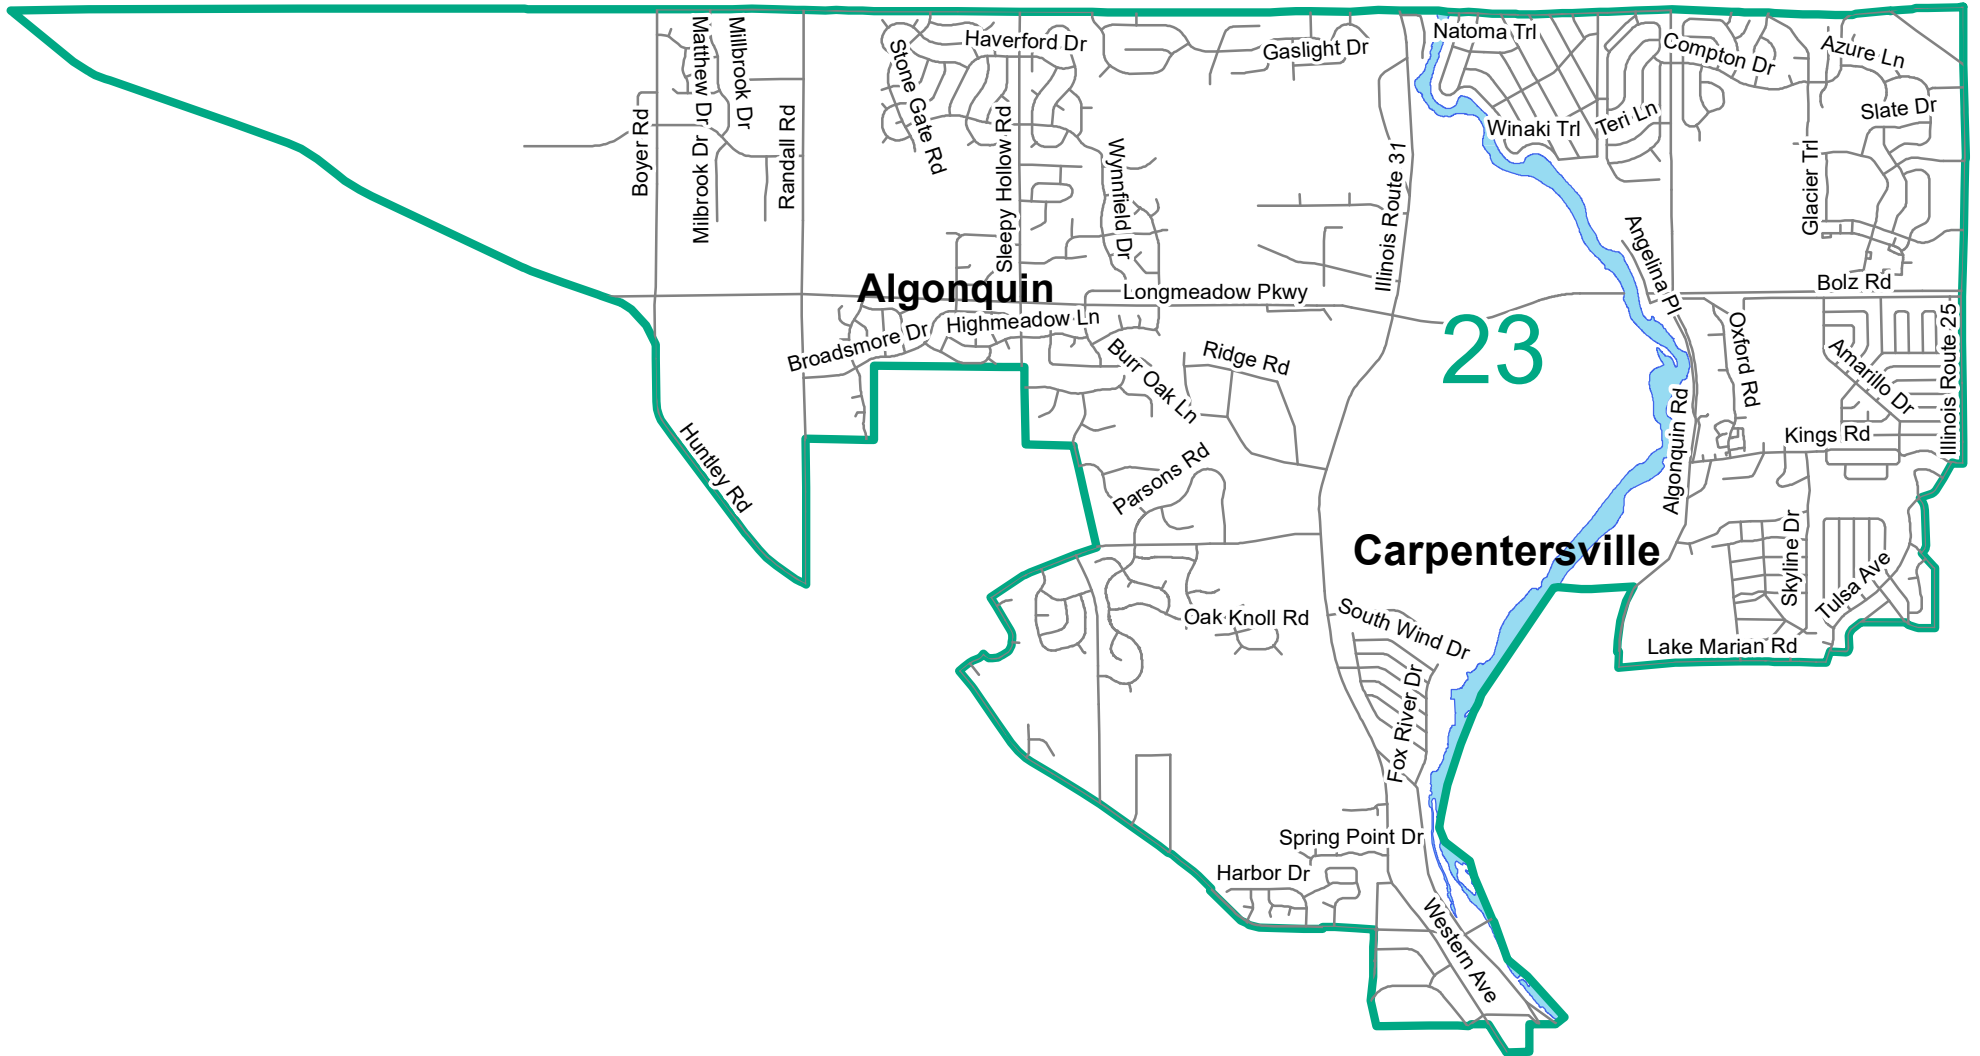 Natoma Trl
Haverford Dr
Gaslight Dr
Compton Dr
Azure Ln
Matthew Dr
Millbrook Dr
Stone Gate Rd
Slate Dr
Teri Ln
Winaki Trl
Boyer Rd
Milbrook Dr
Randall Rd
Sleepy Hollow Rd
Wynnfield Dr
Illinois Route 31
Glacier Trl
Angelina Pl
Bolz Rd
Algonquin
Longmeadow Pkwy
Highmeadow Ln
Broadsmore Dr
23
Oxford Rd
Illinois Route 25
Amarillo Dr
Burr Oak Ln
Ridge Rd
Algonquin Rd
Kings Rd
Huntley Rd
Parsons Rd
Carpentersville
Skyline Dr
Tulsa Ave
Oak Knoll Rd
South Wind Dr
Lake Marian Rd
Fox River Dr
Spring Point Dr
Harbor Dr
Western Ave